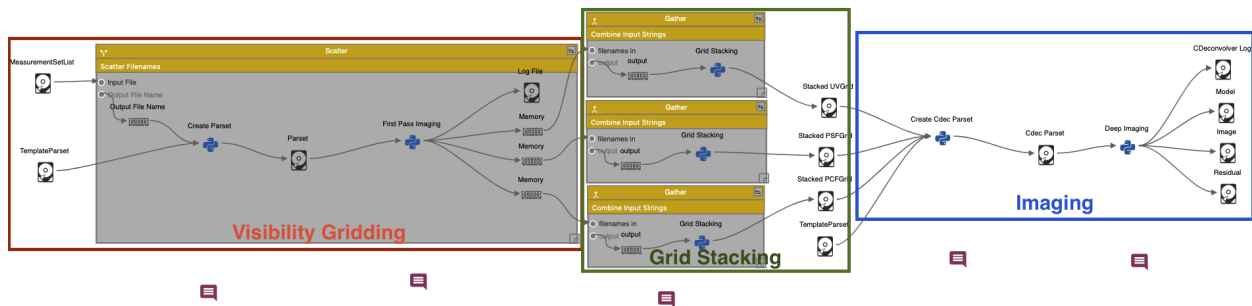 MeasurementSetList
TemplateParset
Scatter
Scatter Filenames
Input File
Output File Name
Output File Name
Create Parset
Parset
First Pass Imaging
Log File
Memory
Memory
Memory
Visibility Gridding
Gather
Combine Input Strings
filenames in
output
output
Grid Stacking
Gather
Combine Input Strings
filenames in
output
output
Grid Stacking
Gather
Combine Input Strings
filenames in
output
output
Grid Stacking
Stacked UVGrid
Stacked PSFGrid
Stacked PCFGrid
TemplateParset
Grid Stacking
Create Cdec Parset
Cdec Parset
Deep Imaging
CDeconvolver Log
Model
Image
Residual
Imaging